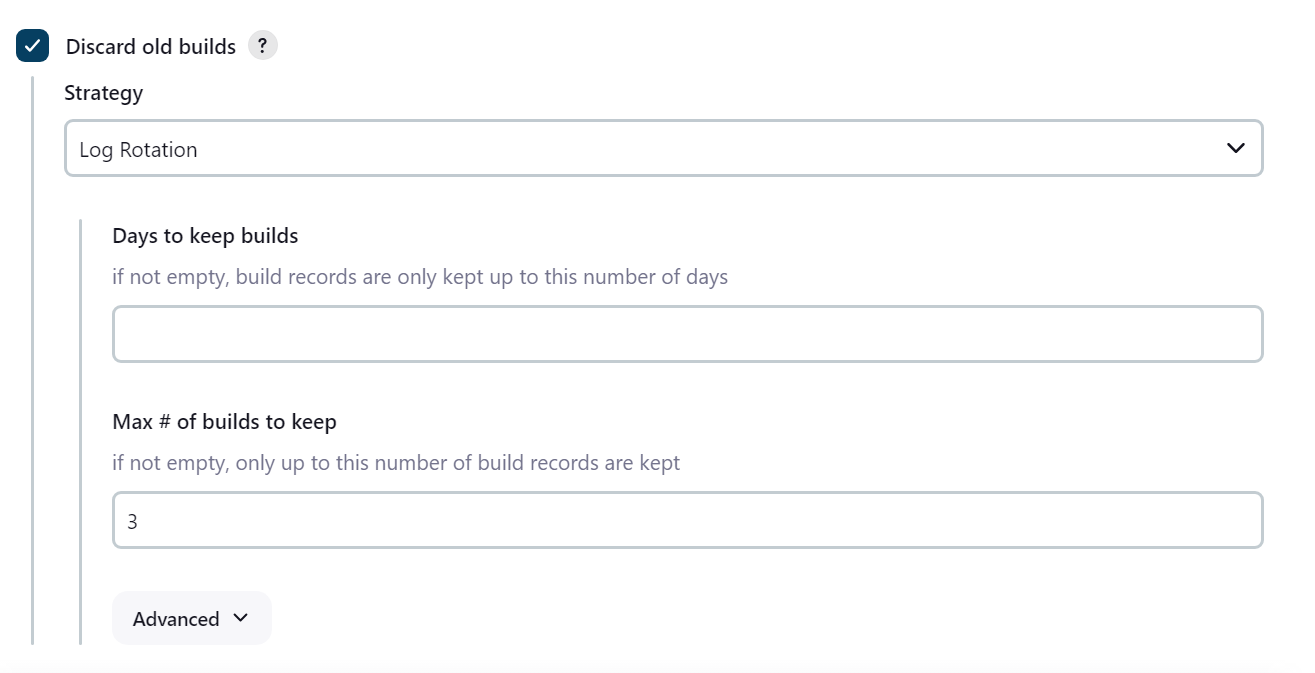 Discard old builds ?
Strategy
Log Rotation
Days to keep builds
if not empty, build records are only kept up to this number of days
Max # of builds to keep
if not empty, only up to this number of build records are kept
3
Advanced